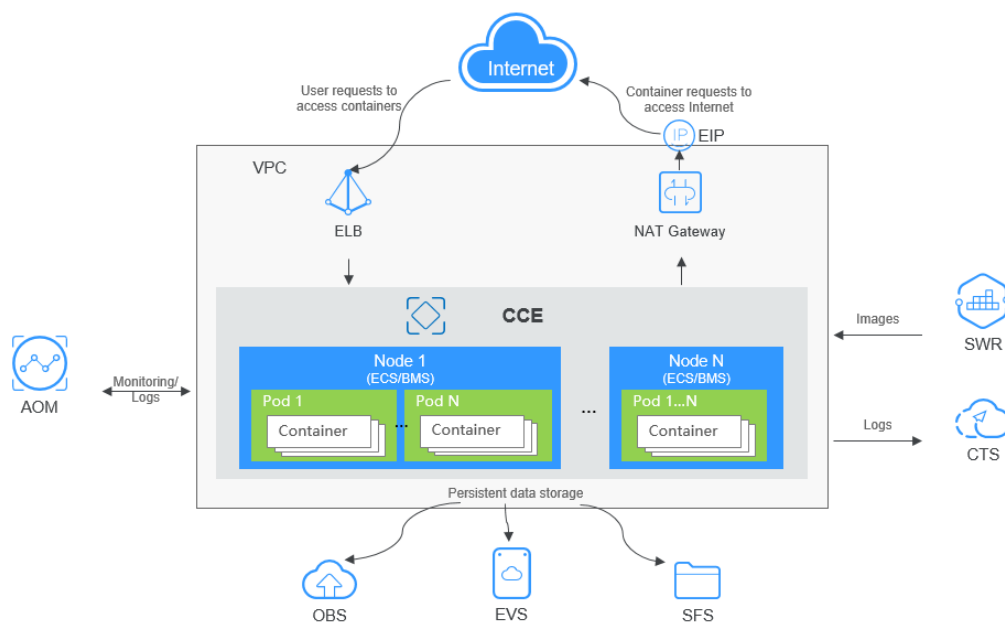 Internet
User requests to
access containers
Container requests to
access Internet
IP
EIP
VPC
ELB
NAT Gateway
CCE
Node 1
(ECS/BMS)
Pod 1
Container
...
Pod N
Container
...
Node N
(ECS/BMS)
Pod 1...N
Container
AOM
Monitoring/
Logs
Images
SWR
Logs
CTS
Persistent data storage
OBS
EVS
SFS